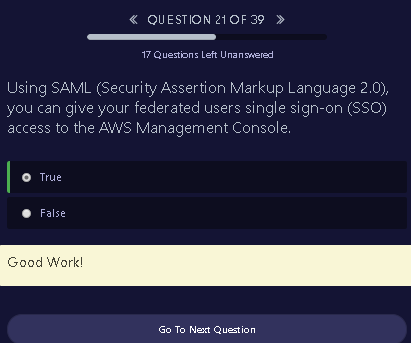 « QUESTION 21 OF 39 »
17 Questions Left Unanswered
Using SAML (Security Assertion Markup Language 2.0),
you can give your federated users single sign-on (SSO)
access to the AWS Management Console.
True
False
Good Work!
Go To Next Question